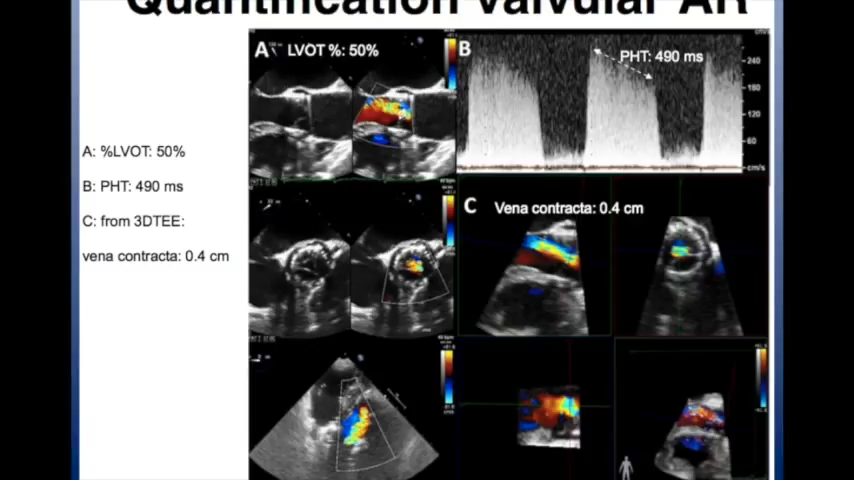 Quantification valvular AR
A: %LVOT: 50%
B: PHT: 490 ms
C: from 3DTEE:
vena contracta: 0.4 cm
A LVOT %: 50%
B PHT: 490 ms
240
180
120
60
cm/s
C Vena contracta: 0.4 cm